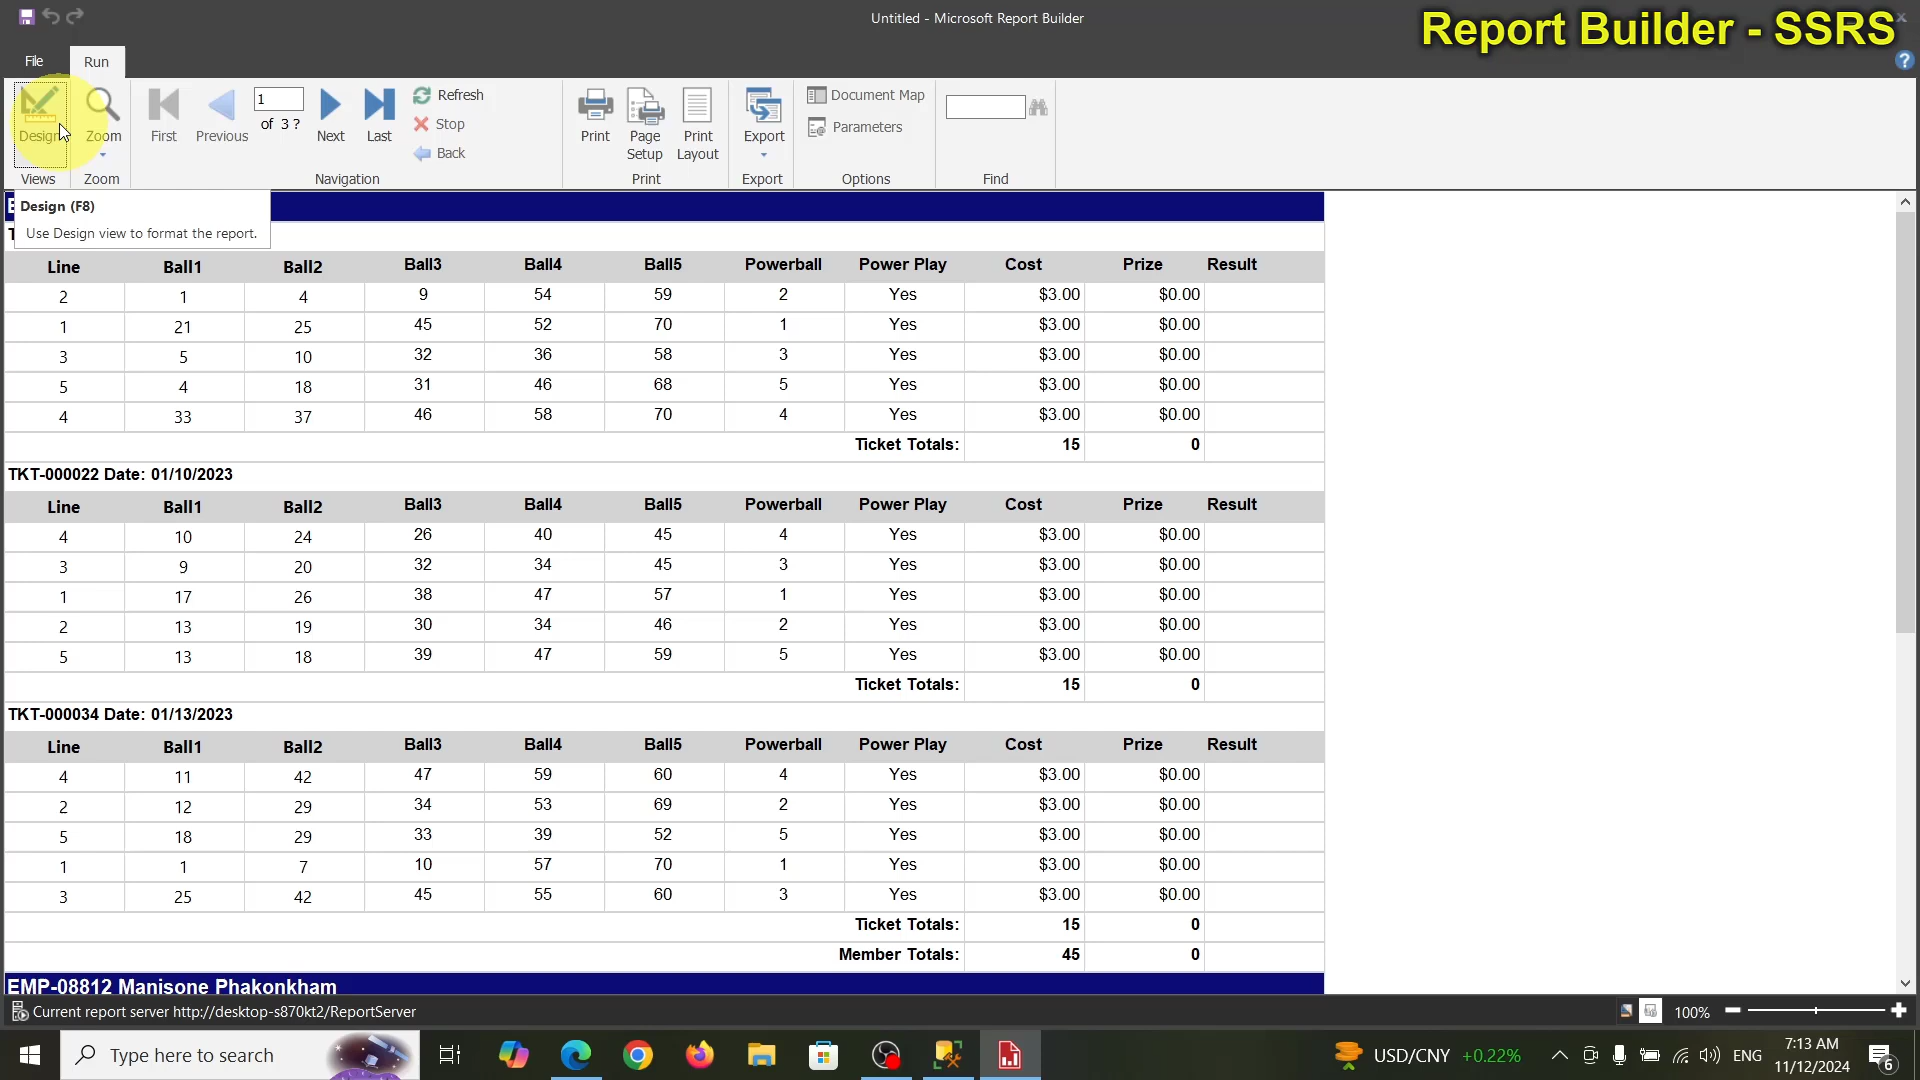 Untitled - Microsoft Report Builder
Report Builder - SSRS
File
Run
Design
Zoom
First
Previous
1
of 3 ?
Next
Last
Refresh
Stop
Back
Print
Page Setup
Print Layout
Export
Document Map
Parameters
Views
Zoom
Navigation
Print
Export
Options
Find
Design (F8)
Use Design view to format the report.
Line Ball1 Ball2 Ball3 Ball4 Ball5 Powerball Power Play Cost Prize Result
2 1 4 9 54 59 2 Yes $3.00 $0.00
1 21 25 45 52 70 1 Yes $3.00 $0.00
3 5 10 32 36 58 3 Yes $3.00 $0.00
5 4 18 31 46 68 5 Yes $3.00 $0.00
4 33 37 46 58 70 4 Yes $3.00 $0.00
Ticket Totals: 15 0
TKT-000022 Date: 01/10/2023
Line Ball1 Ball2 Ball3 Ball4 Ball5 Powerball Power Play Cost Prize Result
4 10 24 26 40 45 4 Yes $3.00 $0.00
3 9 20 32 34 45 3 Yes $3.00 $0.00
1 17 26 38 47 57 1 Yes $3.00 $0.00
2 13 19 30 34 46 2 Yes $3.00 $0.00
5 13 18 39 47 59 5 Yes $3.00 $0.00
Ticket Totals: 15 0
TKT-000034 Date: 01/13/2023
Line Ball1 Ball2 Ball3 Ball4 Ball5 Powerball Power Play Cost Prize Result
4 11 42 47 59 60 4 Yes $3.00 $0.00
2 12 29 34 53 69 2 Yes $3.00 $0.00
5 18 29 33 39 52 5 Yes $3.00 $0.00
1 1 7 10 57 70 1 Yes $3.00 $0.00
3 25 42 45 55 60 3 Yes $3.00 $0.00
Ticket Totals: 15 0
Member Totals: 45 0
EMP-08812 Manisone Phakonkham
Current report server http://desktop-s870kt2/ReportServer
100%
Type here to search
USD/CNY +0.22%
ENG
7:13 AM
11/12/2024
6